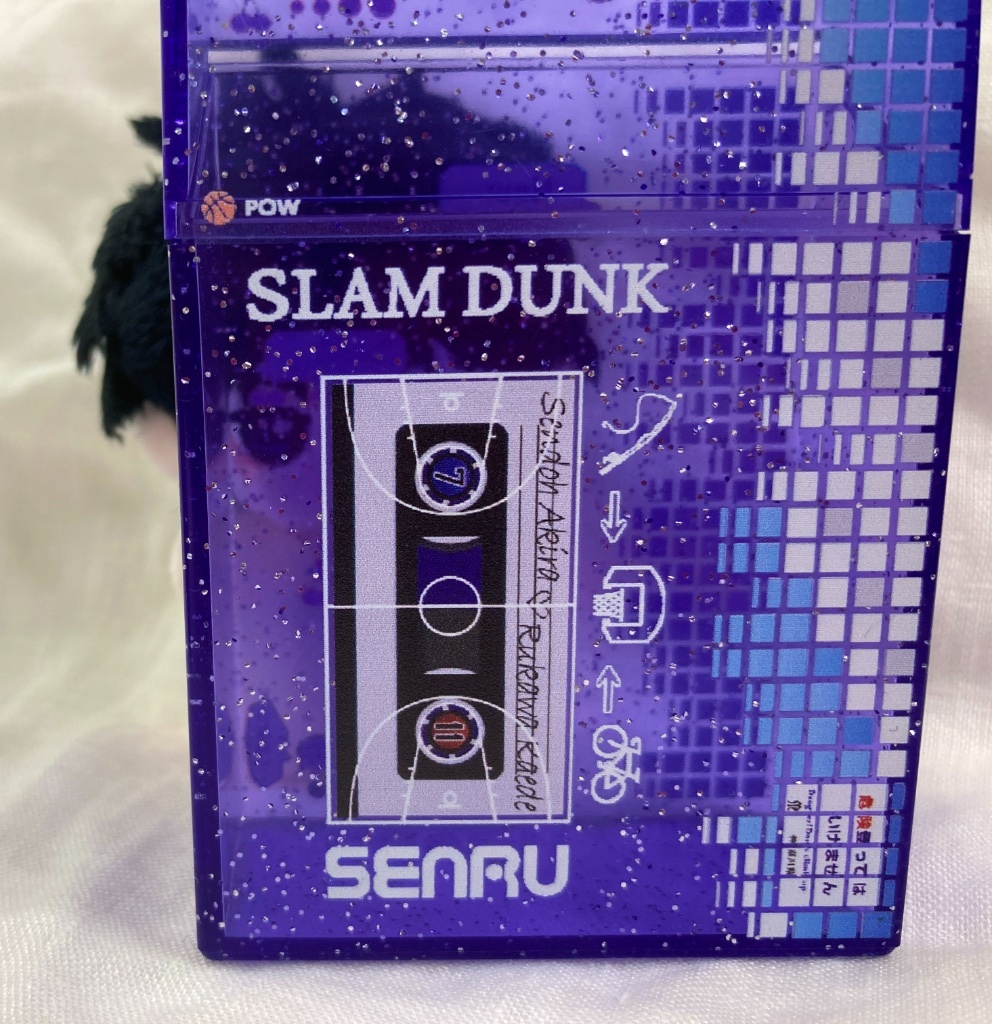 POW
SLAM DUNK
Sendoh Akira
Rukawa Kaede
7
11
SENRU
危険登っては
いけません